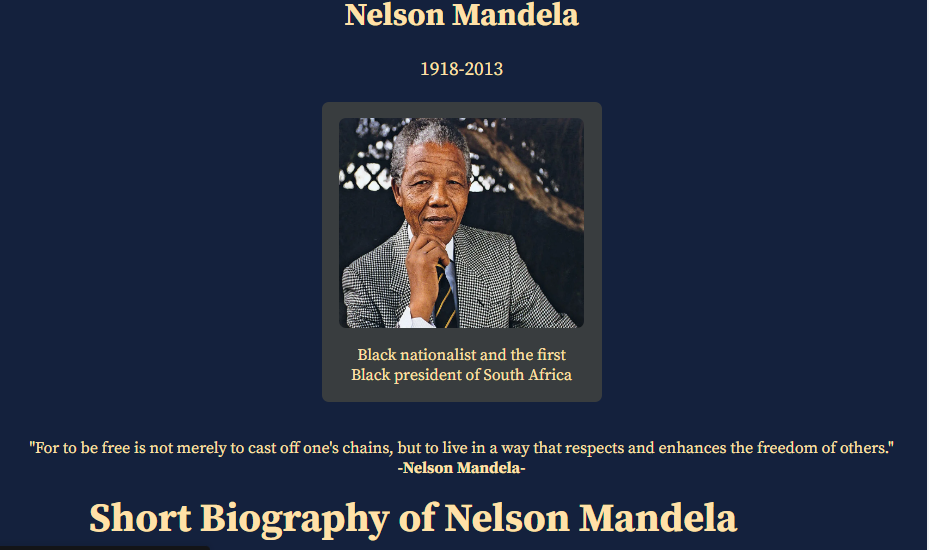 Nelson Mandela
1918-2013
Black nationalist and the first
Black president of South Africa
"For to be free is not merely to cast off one's chains, but to live in a way that respects and enhances the freedom of others."
-Nelson Mandela-
Short Biography of Nelson Mandela